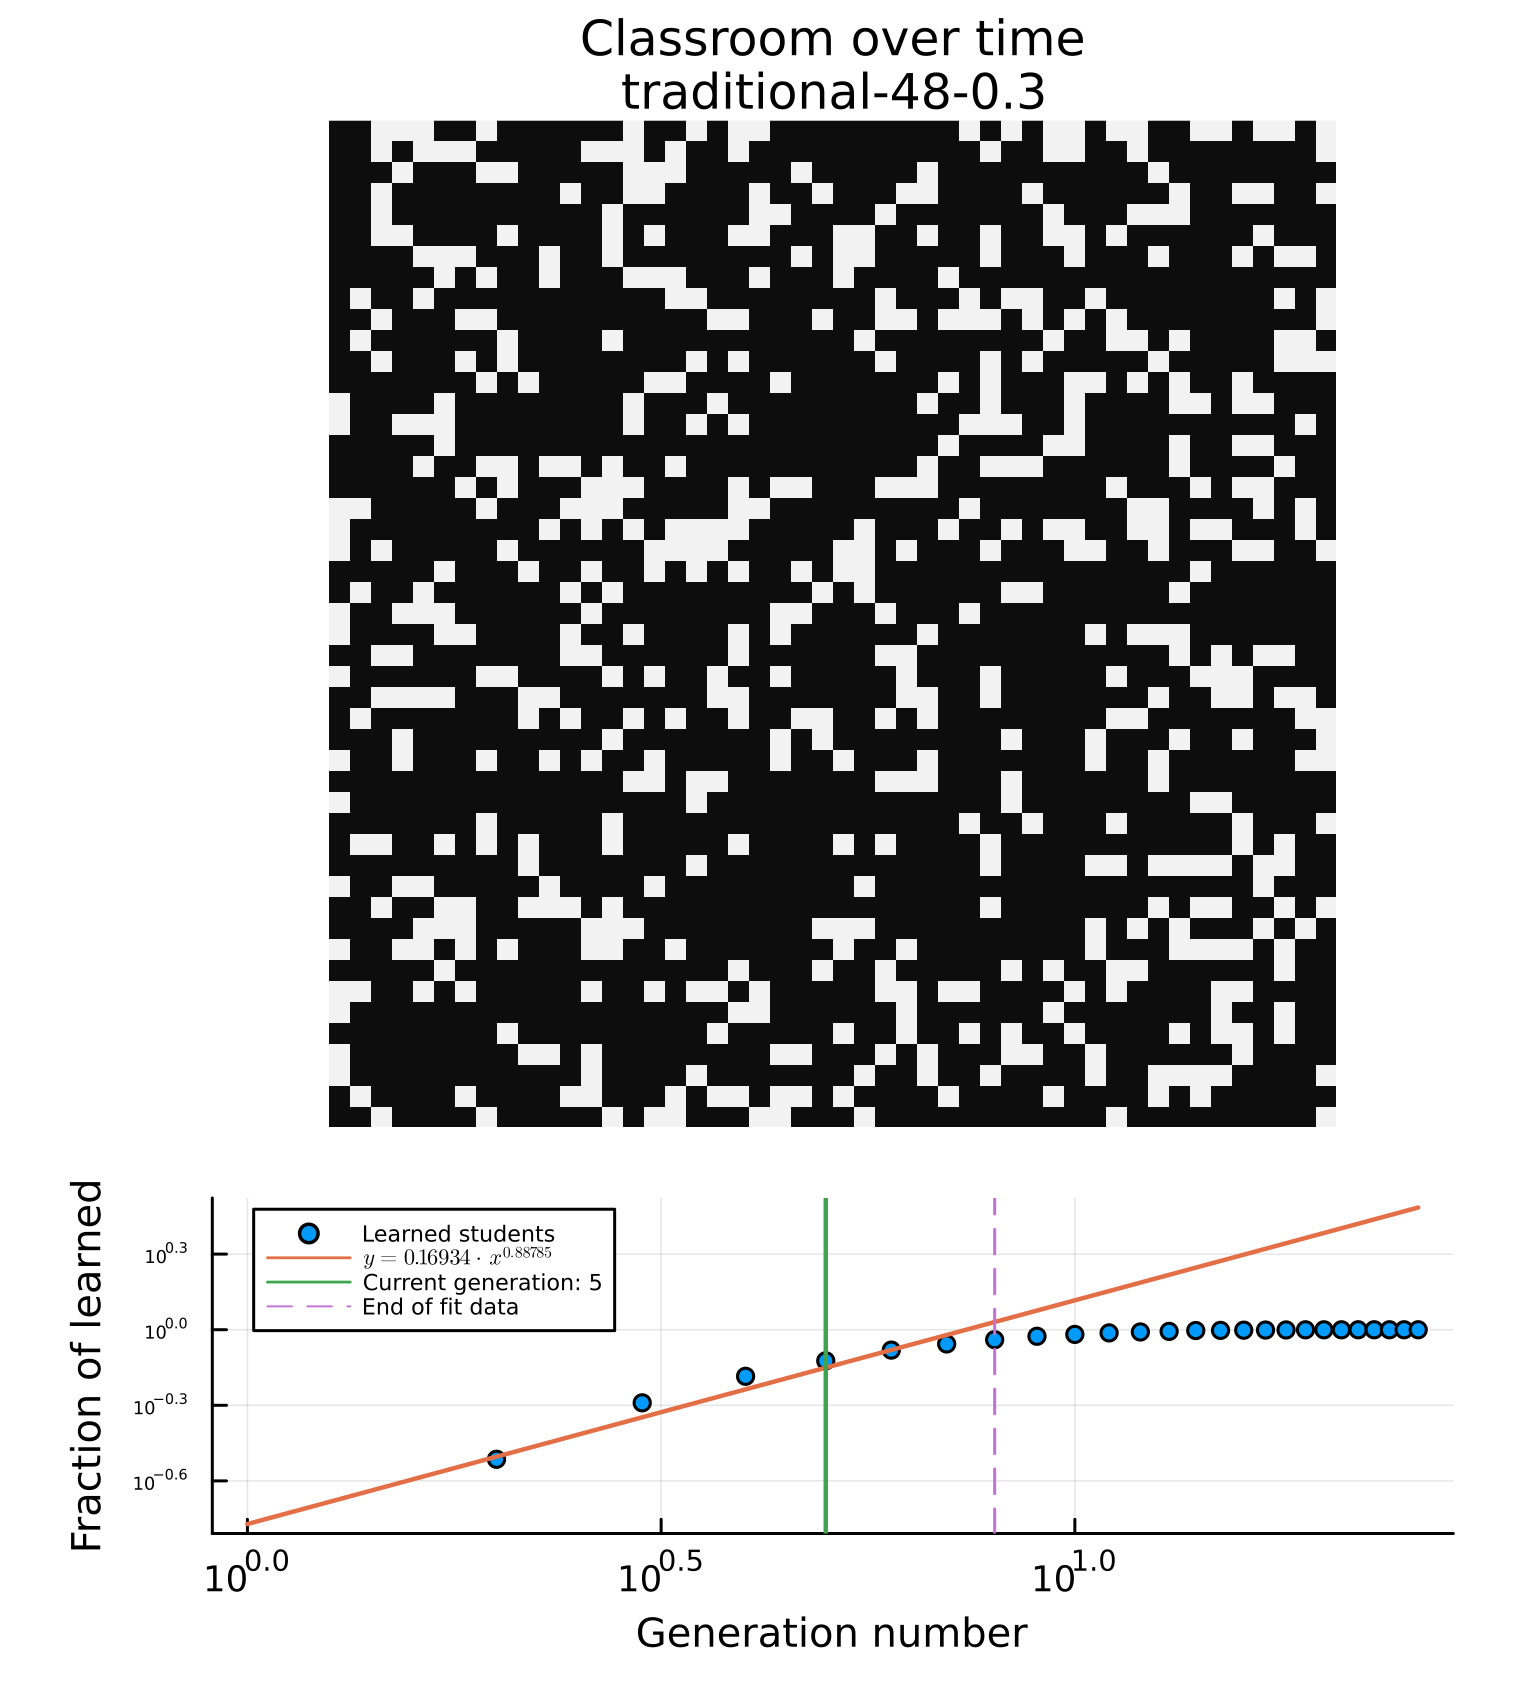 Classroom over time
traditional-48-0.3
Fraction of learned
Learned students
y = 0.16934 · x^0.88785
Current generation: 5
End of fit data
10^0.3
10^0.0
10^−0.3
10^−0.6
10^0.0
10^0.5
10^1.0
Generation number